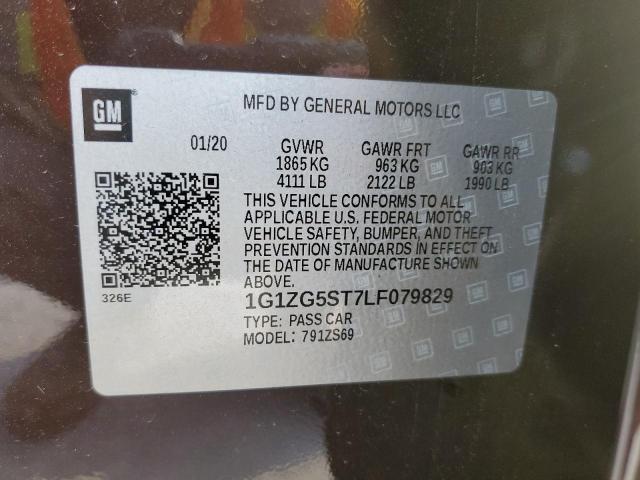 GM
MFD BY GENERAL MOTORS LLC
01/20 GVWR GAWR FRT GAWR RR
1865 KG 963 KG 903 KG
4111 LB 2122 LB 1990 LB
THIS VEHICLE CONFORMS TO ALL
APPLICABLE U.S. FEDERAL MOTOR
VEHICLE SAFETY, BUMPER, AND THEFT
PREVENTION STANDARDS IN EFFECT ON
THE DATE OF MANUFACTURE SHOWN
ABOVE.
326E
1G1ZG5ST7LF079829
TYPE: PASS CAR
MODEL: 791ZS69